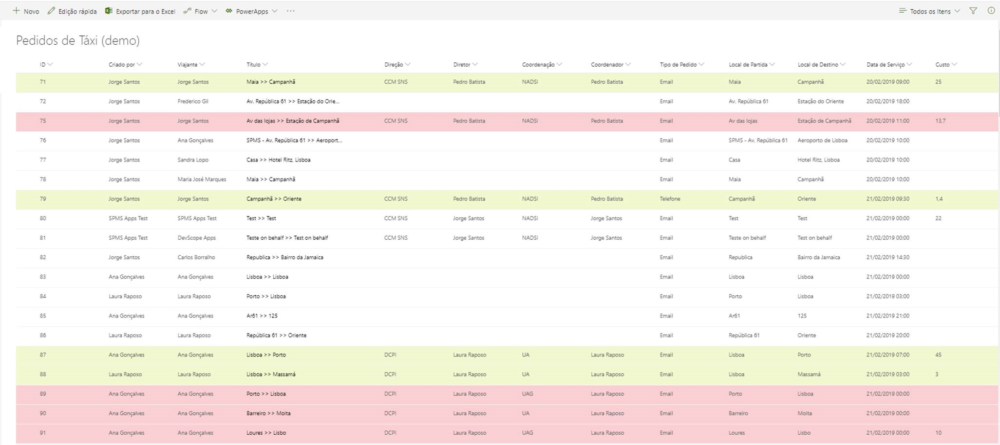 Novo Edição rápida Exportar para o Excel Flow PowerApps ··· Todos os Itens
Pedidos de Táxi (demo)
ID Criado por Viajante Título Direção Diretor Coordenação Coordenador Tipo de Pedido Local de Partida Local de Destino Data de Serviço Custo
71 Jorge Santos Jorge Santos Maia >> Campanhã CCM SNS Pedro Batista NADSI Pedro Batista Email Maia Campanhã 20/02/2019 09:00 25
72 Jorge Santos Frederico Gil Av. República 61 >> Estação do Orie... Email Av. República 61 Estação do Oriente 20/02/2019 18:00
75 Jorge Santos Jorge Santos Av das lojas >> Estação de Campanhã CCM SNS Pedro Batista NADSI Pedro Batista Email Av das lojas Estação de Campanhã 20/02/2019 11:00 13,7
76 Jorge Santos Ana Gonçalves SPMS - Av. República 61 >> Aeroport... Email SPMS - Av. República 61 Aeroporto de Lisboa 20/02/2019 10:00
77 Jorge Santos Sandra Lopo Casa >> Hotel Ritz, Lisboa Email Casa Hotel Ritz, Lisboa 20/02/2019 10:00
78 Jorge Santos Maria José Marques Maia >> Campanhã Email Maia Campanhã 20/02/2019 10:00
79 Jorge Santos Jorge Santos Campanhã >> Oriente CCM SNS Pedro Batista NADSI Pedro Batista Telefone Campanhã Oriente 21/02/2019 09:30 1,4
80 SPMS Apps Test SPMS Apps Test Test >> Test CCM SNS Jorge Santos NADSI Jorge Santos Email Test Test 21/02/2019 00:00 22
81 SPMS Apps Test DevScope Apps Teste on behalf >> Test on behalf CCM SNS Jorge Santos NADSI Jorge Santos Email Teste on behalf Test on behalf 21/02/2019 00:00
82 Jorge Santos Carlos Borralho Republica >> Bairro da Jamaica Email Republica Bairro da Jamaica 21/02/2019 14:30
83 Ana Gonçalves Ana Gonçalves Lisboa >> Lisboa Email Lisboa Lisboa 21/02/2019 00:00
84 Laura Raposo Laura Raposo Porto >> Lisboa Email Porto Lisboa 21/02/2019 03:00
85 Ana Gonçalves Ana Gonçalves Ar61 >> 125 Email Ar61 125 21/02/2019 21:00
86 Laura Raposo Laura Raposo República 61 >> Oriente Email República 61 Oriente 21/02/2019 20:00
87 Ana Gonçalves Ana Gonçalves Lisboa >> Porto DCPI Laura Raposo UA Laura Raposo Email Lisboa Porto 21/02/2019 07:00 45
88 Laura Raposo Laura Raposo Lisboa >> Massamá DCPI Laura Raposo UA Laura Raposo Email Lisboa Massamá 21/02/2019 03:00 3
89 Ana Gonçalves Ana Gonçalves Porto >> Lisboa DCPI Laura Raposo UAG Laura Raposo Email Porto Lisboa 21/02/2019 00:00
90 Ana Gonçalves Ana Gonçalves Barreiro >> Moita DCPI Laura Raposo UA Laura Raposo Email Barreiro Moita 21/02/2019 00:00
91 Ana Gonçalves Ana Gonçalves Loures >> Lisbo DCPI Laura Raposo UAG Laura Raposo Email Loures Lisbo 21/02/2019 00:00 10